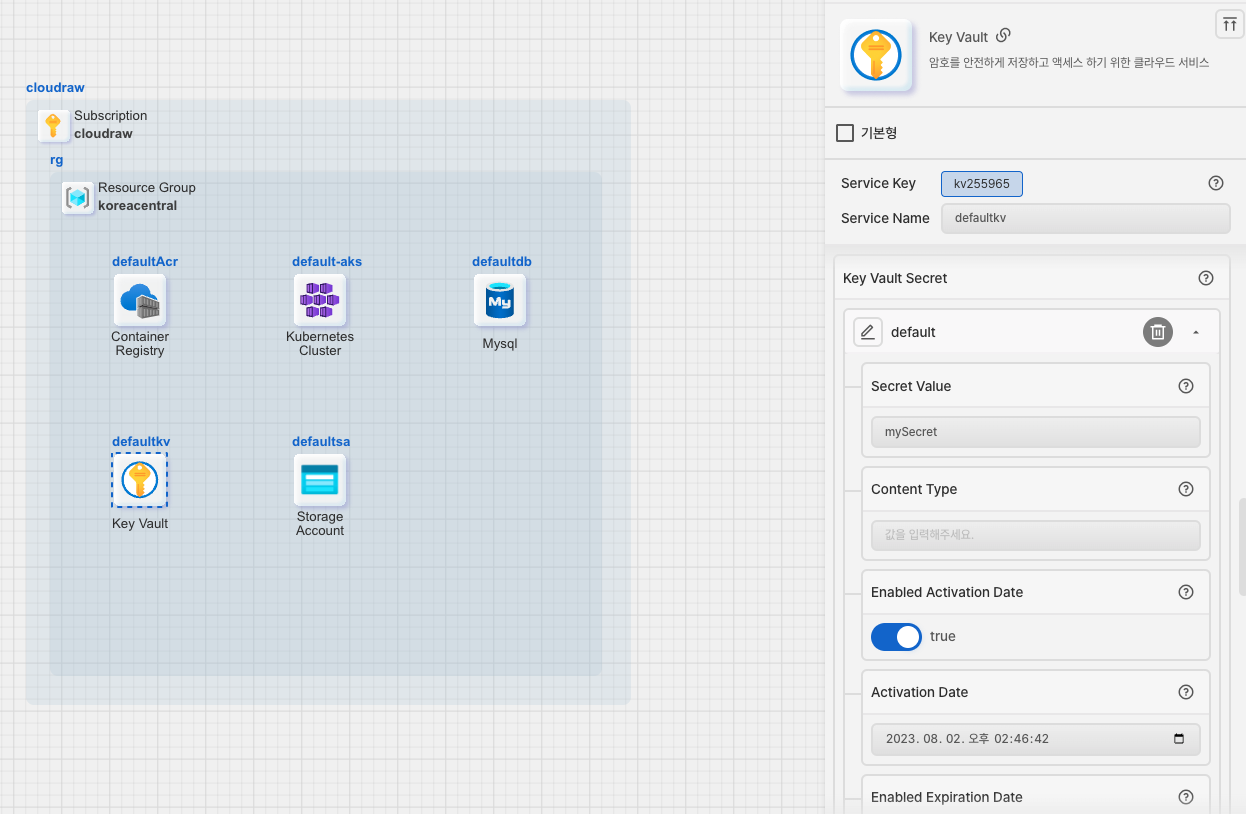 cloudraw
Subscription
cloudraw
rg
Resource Group
koreacentral
defaultAcr
Container
Registry
default-aks
Kubernetes
Cluster
defaultdb
My
Mysql
defaultkv
Key Vault
defaultsa
Storage
Account
Key Vault
암호를 안전하게 저장하고 액세스 하기 위한 클라우드 서비스
기본형
Service Key
kv255965
Service Name
defaultkv
Key Vault Secret
default
Secret Value
mySecret
Content Type
값을 입력해주세요.
Enabled Activation Date
true
Activation Date
2023. 08. 02. 오후 02:46:42
Enabled Expiration Date